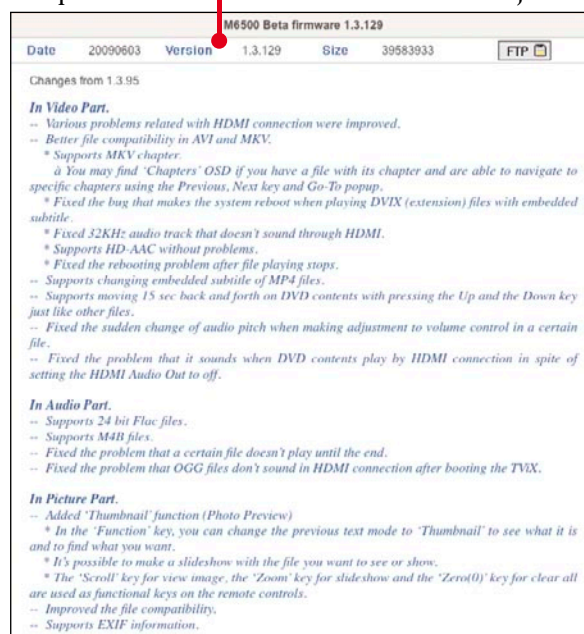 M6500 Beta firmware 1.3.129
Date 20090603 Version 1.3.129 Size 39583933 FTP
Changes from 1.3.95
In Video Part.
-- Various problems related with HDMI connection were improved.
-- Better file compatibility in AVI and MKV.
* Supports MKV chapter.
à You may find ‘Chapters’ OSD if you have a file with its chapter and are able to navigate to
specific chapters using the Previous, Next key and Go-To popup.
* Fixed the bug that makes the system reboot when playing DVIX (extension) files with embedded
subtitle.
* Fixed 32KHz audio track that doesn’t sound through HDMI.
* Supports HD-AAC without problems.
* Fixed the rebooting problem after file playing stops.
-- Supports changing embedded subtitle of MP4 files.
-- Supports moving 15 sec back and forth on DVD contents with pressing the Up and the Down key
just like other files.
-- Fixed the sudden change of audio pitch when making adjustment to volume control in a certain
file.
-- Fixed the problem that it sounds when DVD contents play by HDMI connection in spite of
setting the HDMI Audio Out to off.
In Audio Part.
-- Supports 24 bit Flac files.
-- Supports M4B files.
-- Fixed the problem that a certain file doesn’t play until the end.
-- Fixed the problem that OGG files don’t sound in HDMI connection after booting the TViX.
In Picture Part.
-- Added ‘Thumbnail’ function (Photo Preview)
* In the ‘Function’ key, you can change the previous text mode to ‘Thumbnail’ to see what it is
and to find what you want.
* It’s possible to make a slideshow with the file you want to see or show.
* The ‘Scroll’ key for view image, the ‘Zoom’ key for slideshow and the ‘Zero(0)’ key for clear all
are used as functional keys on the remote controls.
-- Improved the file compatibility.
-- Supports EXIF information.